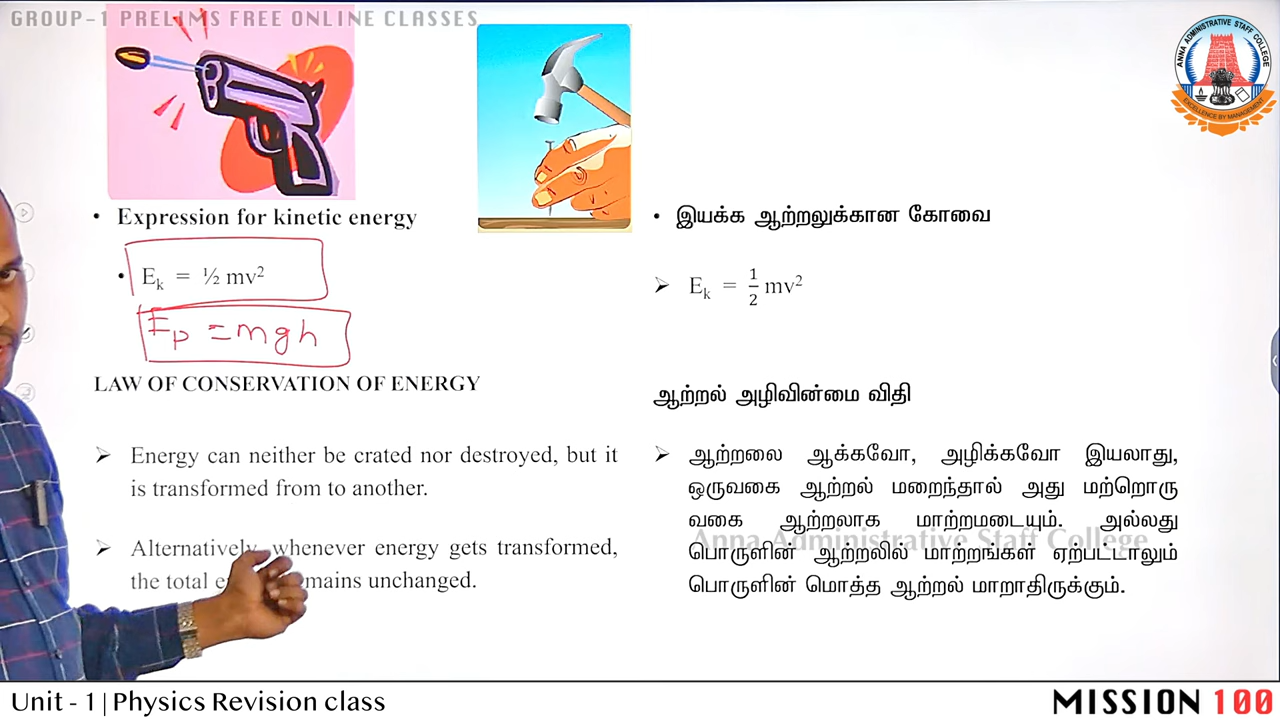 GROUP-1 PRELIMS FREE ONLINE CLASSES
ANNA ADMINISTRATIVE STAFF COLLEGE
EXCELLENCE BY MANAGEMENT
• Expression for kinetic energy
• Eₖ = ½ mv²
Ep = mgh
LAW OF CONSERVATION OF ENERGY
➢ Energy can neither be crated nor destroyed, but it
is transformed from to another.
➢ Alternatively, whenever energy gets transformed,
the total remains unchanged.
• இயக்க ஆற்றலுக்கான கோவை
➢ Eₖ = 1/2 mv²
ஆற்றல் அழிவின்மை விதி
➢ ஆற்றலை ஆக்கவோ, அழிக்கவோ இயலாது,
ஒருவகை ஆற்றல் மறைந்தால் அது மற்றொரு
வகை ஆற்றலாக மாற்றமடையும். அல்லது
Anna Administrative Staff College
பொருளின் ஆற்றலில் மாற்றங்கள் ஏற்பட்டாலும்
பொருளின் மொத்த ஆற்றல் மாறாதிருக்கும்.
Unit - 1 | Physics Revision class
MISSION 100